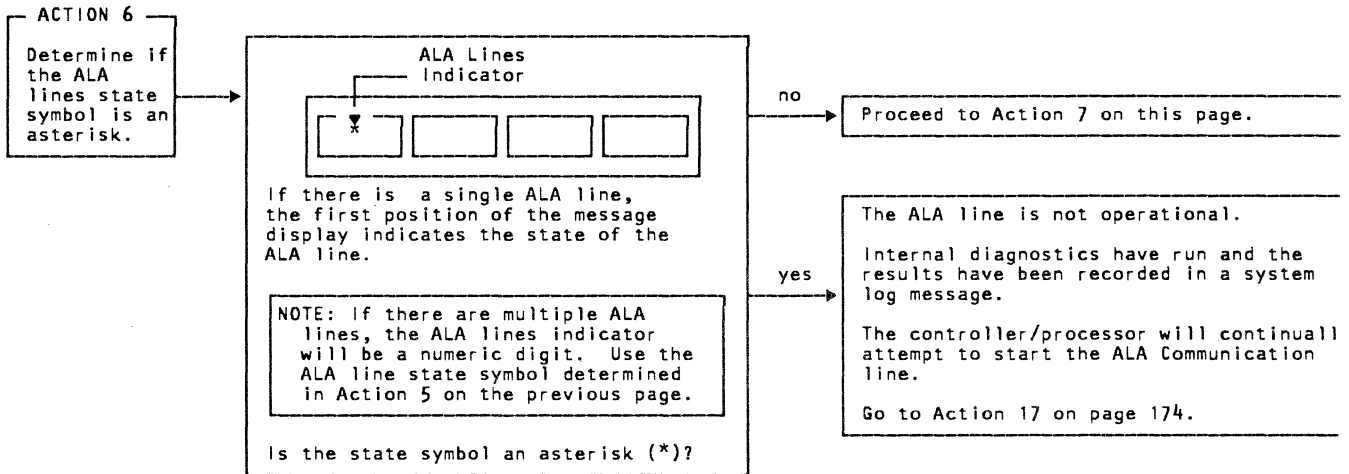 ACTION 6
Determine if
the ALA
lines state
symbol is an
asterisk.
ALA Lines
Indicator
*
If there is a single ALA line,
the first position of the message
display indicates the state of the
ALA line.
NOTE: If there are multiple ALA
lines, the ALA lines indicator
will be a numeric digit. Use the
ALA line state symbol determined
in Action 5 on the previous page.
Is the state symbol an asterisk (*)?
no
Proceed to Action 7 on this page.
yes
The ALA line is not operational.
Internal diagnostics have run and the
results have been recorded in a system
log message.
The controller/processor will continuall
attempt to start the ALA Communication
line.
Go to Action 17 on page 174.